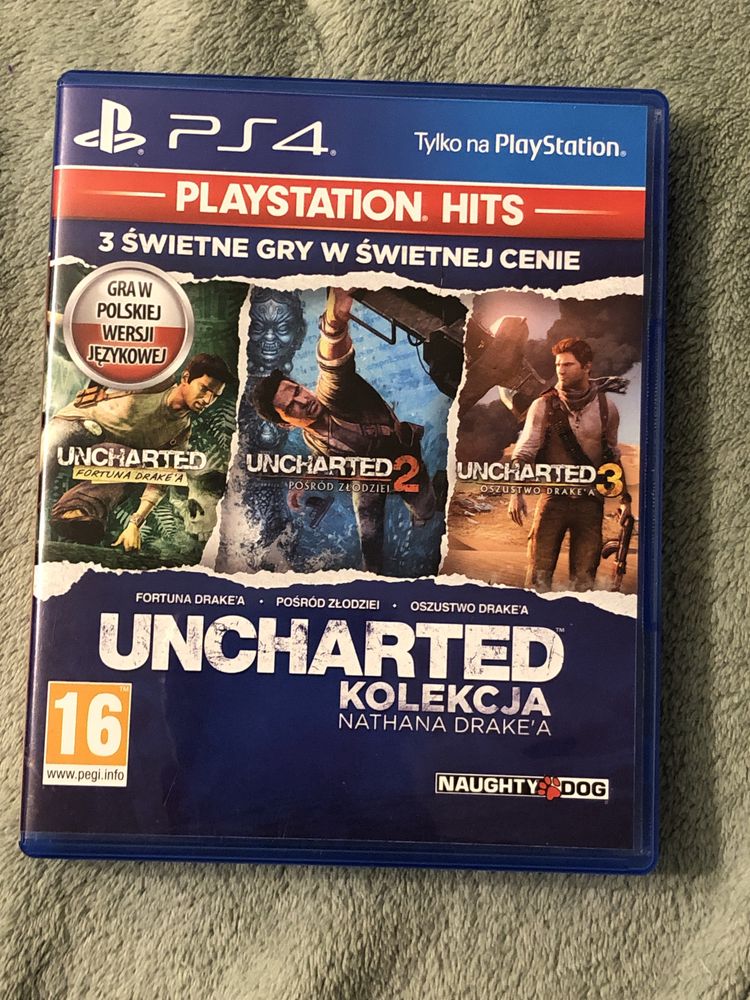 PS4
Tylko na PlayStation.
PLAYSTATION HITS
3 ŚWIETNE GRY W ŚWIETNEJ CENIE
GRA W
POLSKIEJ
WERSJI
JĘZYKOWEJ
UNCHARTED
FORTUNA DRAKE'A
UNCHARTED 2
POŚRÓD ZŁODZIEI
UNCHARTED 3
OSZUSTWO DRAKE'A
FORTUNA DRAKE'A • POŚRÓD ZŁODZIEI • OSZUSTWO DRAKE'A
UNCHARTED™
KOLEKCJA
NATHANA DRAKE'A
16
www.pegi.info
NAUGHTY DOG